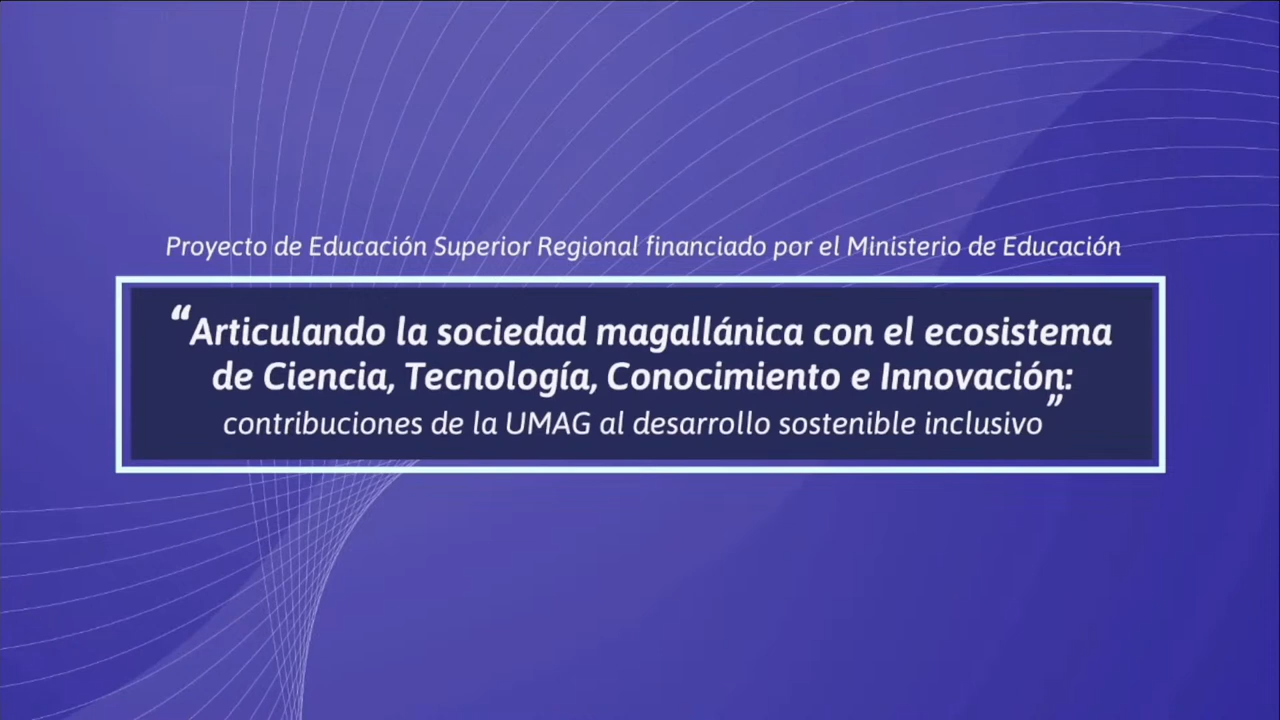 Proyecto de Educación Superior Regional financiado por el Ministerio de Educación
“Articulando la sociedad magallánica con el ecosistema
de Ciencia, Tecnología, Conocimiento e Innovación:
contribuciones de la UMAG al desarrollo sostenible inclusivo”